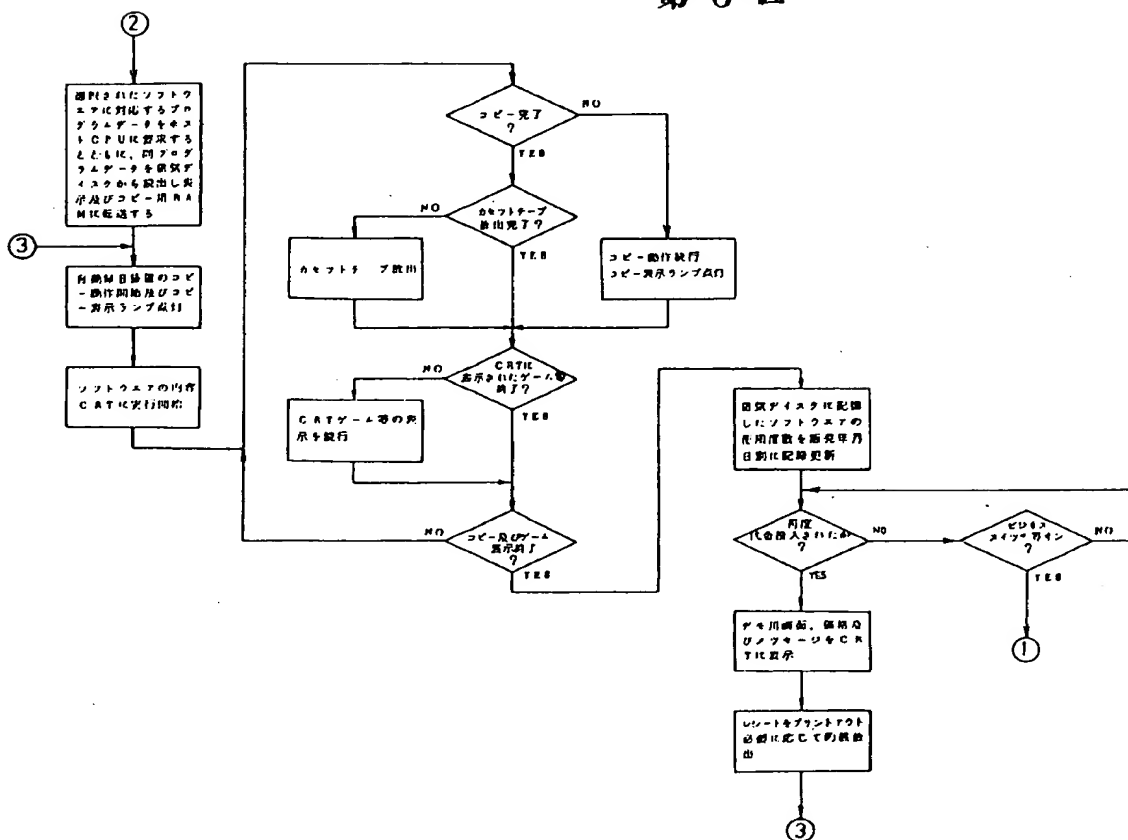 ②
選択されたソフトウ
エアに対応するプロ
グラムデータをホス
トCPUに要求する
とともに、同プログ
ラムデータを磁気デ
ィスクから読出し表
示及びコピー用RA
Mに転送する
③
コピ
ー動作開始及びコピ
ー表示ランプ点灯
ソフトウエアの内容
CRTに実行開始
コピー完了
?
NO
YES
カセットテープ
放出完了?
NO
YES
カセットテープ放出
コピー動作続行
コピー表示ランプ点灯
CRTに
表示されたゲーム等
終了?
NO
YES
CRTゲーム等の表
示を続行
コピー及びゲーム
表示終了
?
NO
YES
磁気ディスクに記憶
したソフトウエアの
使用度数を販売年月
日別に記録更新
再度
代金投入されたか
?
NO
YES
ビジネス
スイッチ
?
NO
YES
①
デモ用画面、価格及
びメッセージをCR
Tに表示
レシートをプリントアウト
必要に応じて釣銭放
出
③